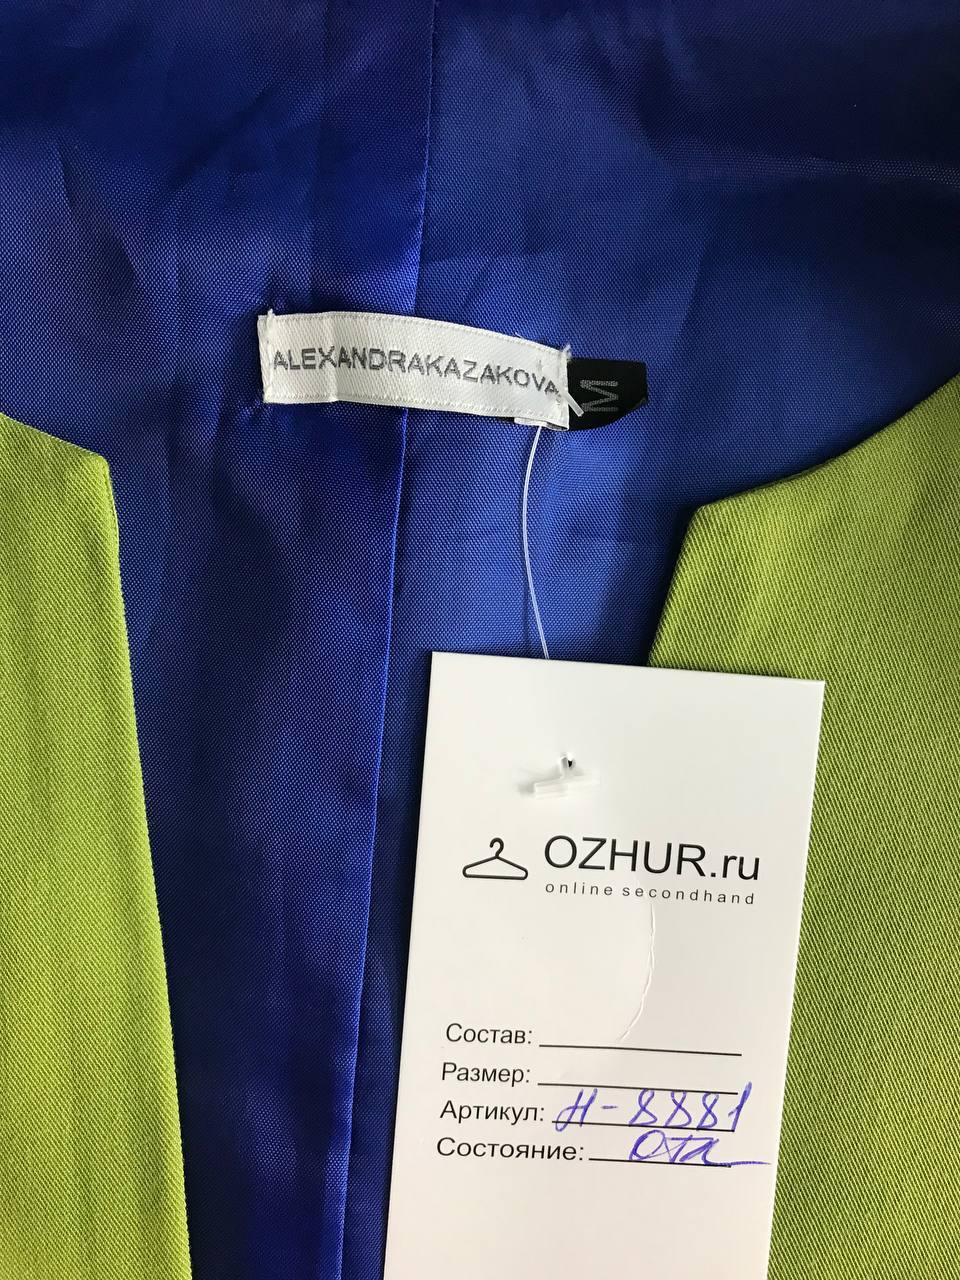 ALEXANDRAKAZAKOVA
M
OZHUR.ru
online secondhand
Состав:
Размер:
Артикул: Н-8881
Состояние: Отл